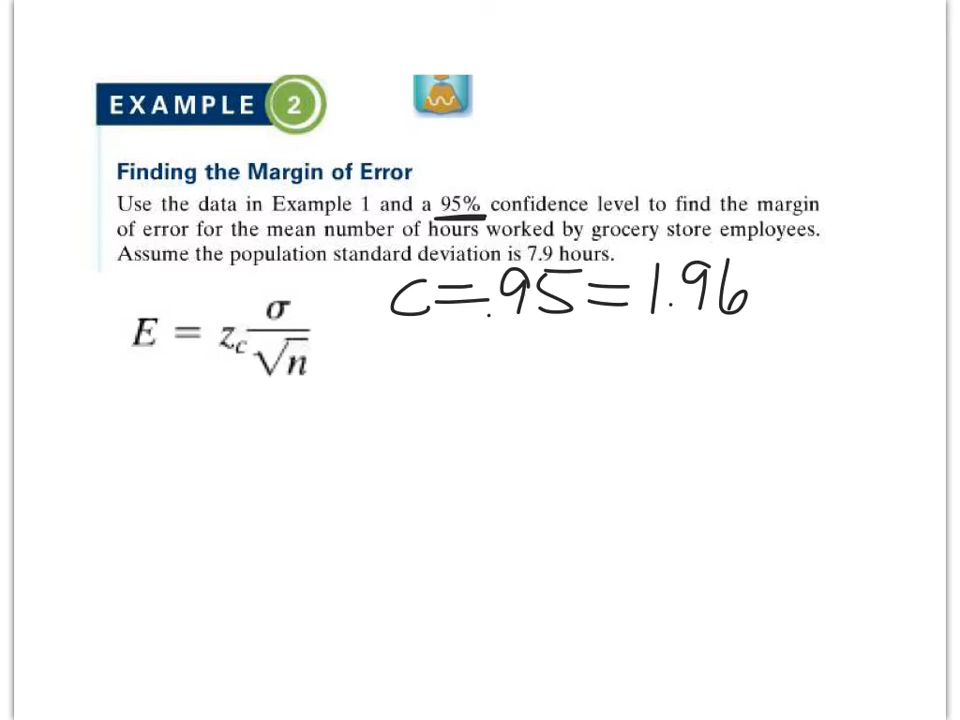 EXAMPLE 2
Finding the Margin of Error
Use the data in Example 1 and a 95% confidence level to find the margin
of error for the mean number of hours worked by grocery store employees.
Assume the population standard deviation is 7.9 hours.
c=.95=1.96
E = z_c σ/√n